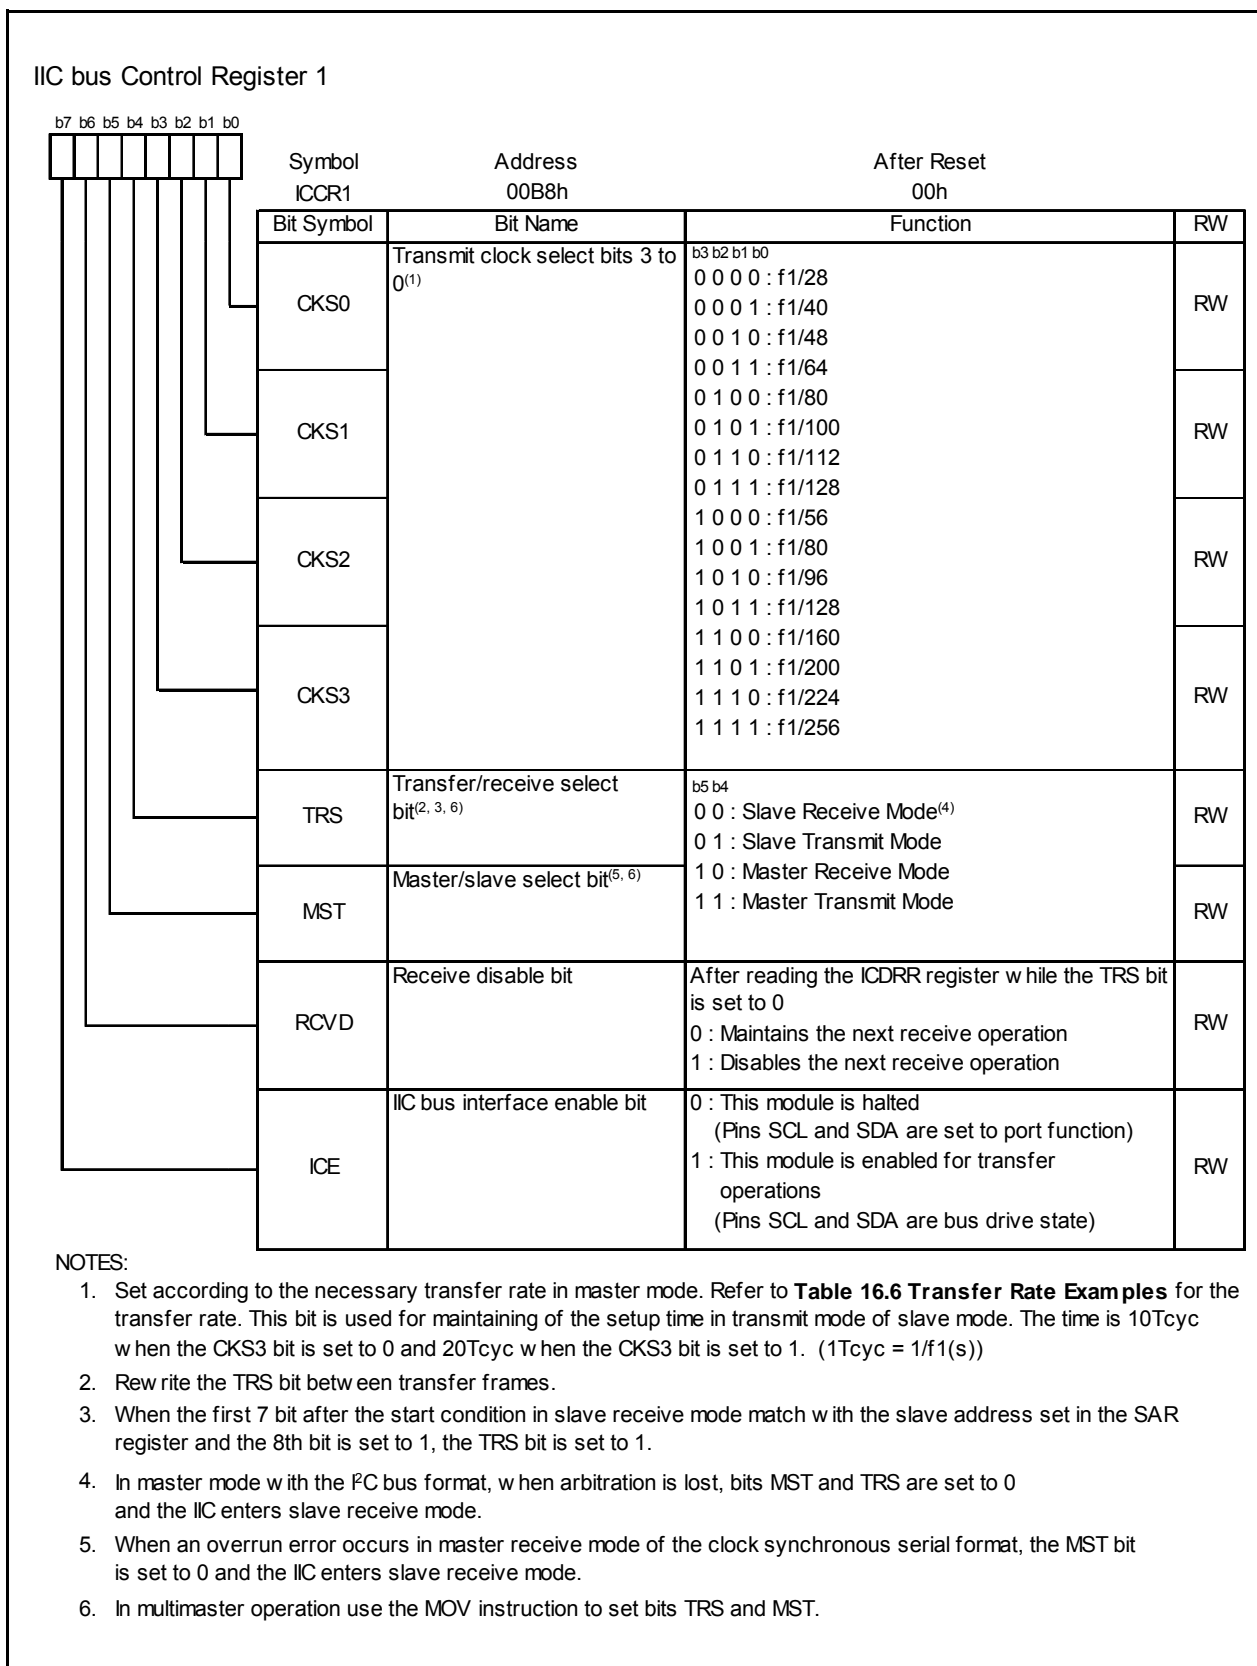 IIC bus Control Register 1
b7 b6 b5 b4 b3 b2 b1 b0
Symbol Address After Reset
ICCR1 00B8h 00h
Bit Symbol Bit Name Function RW
CKS0 Transmit clock select bits 3 to
0(1)
b3 b2 b1 b0
0 0 0 0 : f1/28
0 0 0 1 : f1/40
0 0 1 0 : f1/48
0 0 1 1 : f1/64
0 1 0 0 : f1/80
0 1 0 1 : f1/100
0 1 1 0 : f1/112
0 1 1 1 : f1/128
1 0 0 0 : f1/56
1 0 0 1 : f1/80
1 0 1 0 : f1/96
1 0 1 1 : f1/128
1 1 0 0 : f1/160
1 1 0 1 : f1/200
1 1 1 0 : f1/224
1 1 1 1 : f1/256
RW
CKS1 RW
CKS2 RW
CKS3 RW
TRS Transfer/receive select
bit(2, 3, 6)
b5 b4
0 0 : Slave Receive Mode(4)
0 1 : Slave Transmit Mode
1 0 : Master Receive Mode
1 1 : Master Transmit Mode
RW
MST Master/slave select bit(5, 6) RW
RCVD Receive disable bit
After reading the ICDRR register while the TRS bit
is set to 0
0 : Maintains the next receive operation
1 : Disables the next receive operation
RW
ICE IIC bus interface enable bit
0 : This module is halted
(Pins SCL and SDA are set to port function)
1 : This module is enabled for transfer
operations
(Pins SCL and SDA are bus drive state)
RW
NOTES:
1. Set according to the necessary transfer rate in master mode. Refer to Table 16.6 Transfer Rate Examples for the
transfer rate. This bit is used for maintaining of the setup time in transmit mode of slave mode. The time is 10Tcyc
when the CKS3 bit is set to 0 and 20Tcyc when the CKS3 bit is set to 1. (1Tcyc = 1/f1(s))
2. Rewrite the TRS bit between transfer frames.
3. When the first 7 bit after the start condition in slave receive mode match with the slave address set in the SAR
register and the 8th bit is set to 1, the TRS bit is set to 1.
4. In master mode with the I²C bus format, when arbitration is lost, bits MST and TRS are set to 0
and the IIC enters slave receive mode.
5. When an overrun error occurs in master receive mode of the clock synchronous serial format, the MST bit
is set to 0 and the IIC enters slave receive mode.
6. In multimaster operation use the MOV instruction to set bits TRS and MST.